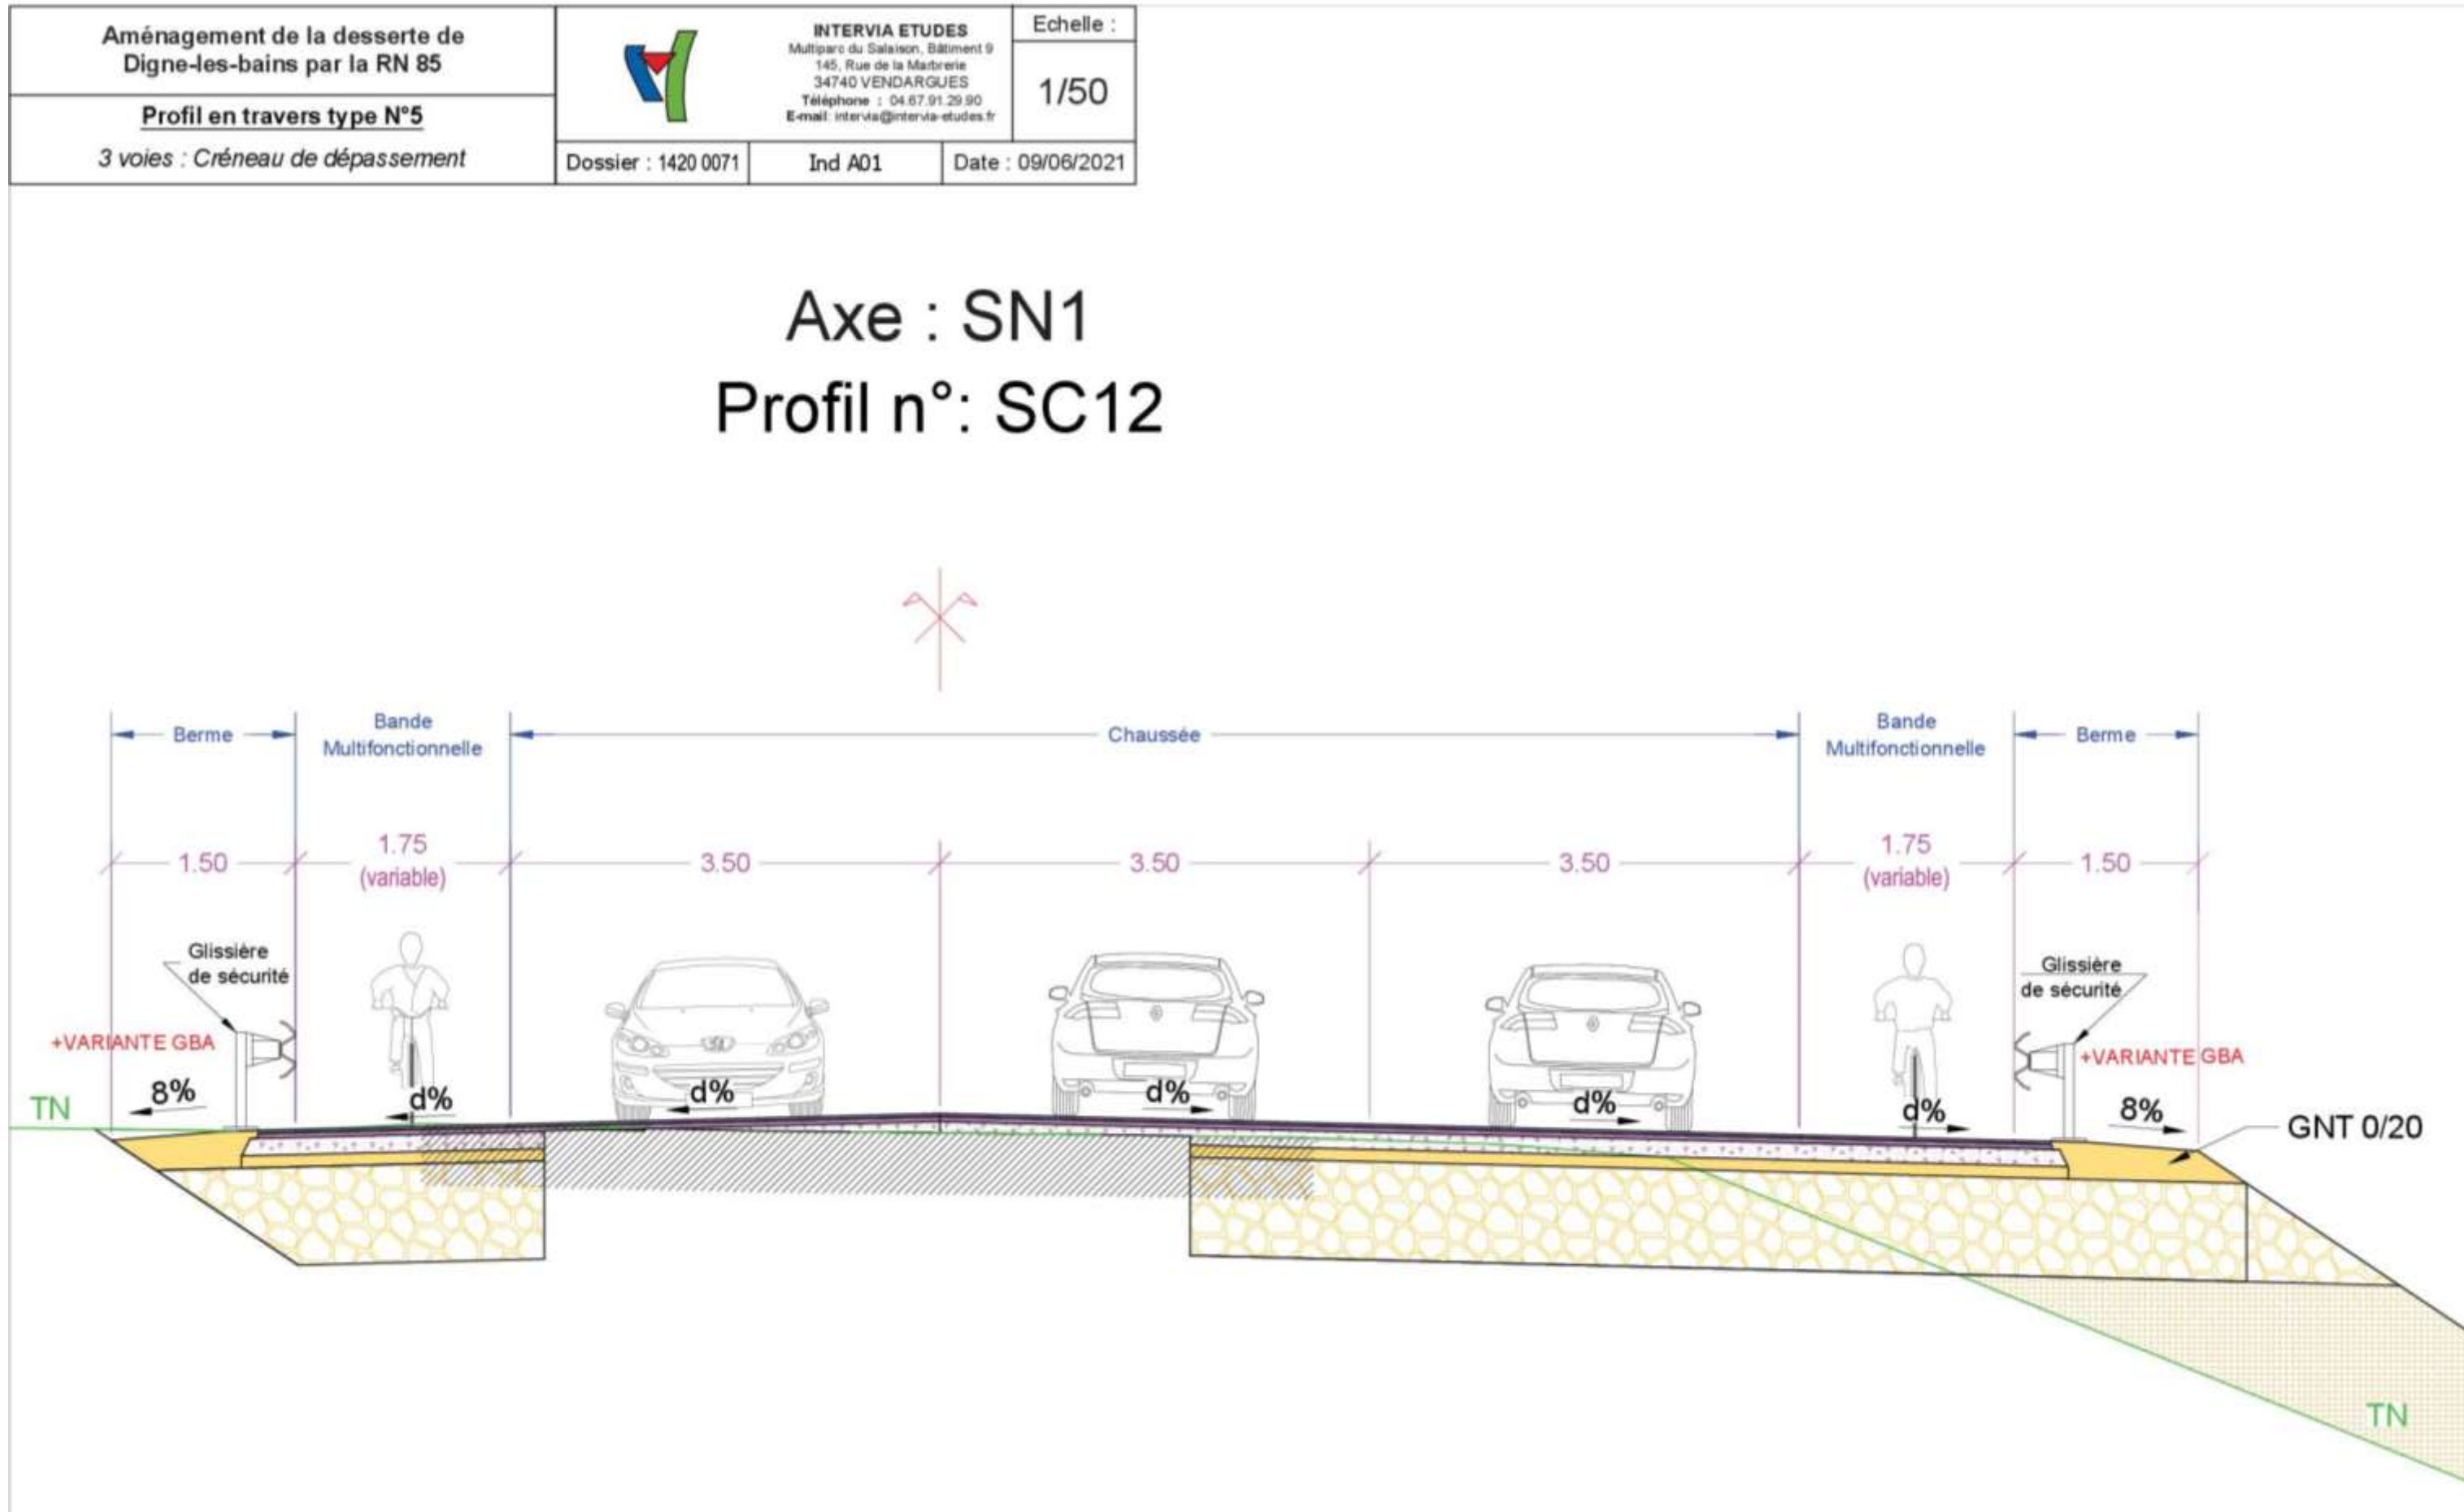 Aménagement de la desserte de
Digne-les-bains par la RN 85
Profil en travers type N°5
3 voies : Créneau de dépassement
INTERVIA ETUDES
Multiparc du Salaison, Bâtiment 9
145, Rue de la Marbrerie
34740 VENDARGUES
Téléphone : 04.67.91.29.90
E-mail: intervia@intervia-etudes.fr
Echelle :
1/50
Dossier : 1420 0071
Ind A01
Date : 09/06/2021
Axe : SN1
Profil n°: SC12
Berme
Bande
Multifonctionnelle
Chaussée
Bande
Multifonctionnelle
Berme
1.50
1.75
(variable)
3.50
3.50
3.50
1.75
(variable)
1.50
Glissière
de sécurité
Glissière
de sécurité
+VARIANTE GBA
+VARIANTE GBA
TN
8%
d%
d%
d%
d%
d%
8%
GNT 0/20
TN